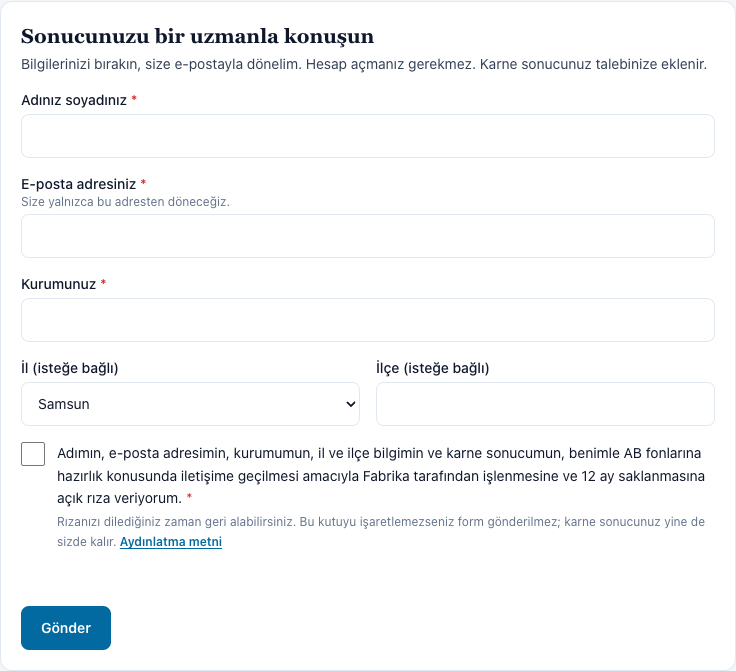 Sonucunuzu bir uzmanla konuşun
Bilgilerinizi bırakın, size e-postayla dönelim. Hesap açmanız gerekmez. Karne sonucunuz talebinize eklenir.
Adınız soyadınız *
E-posta adresiniz *
Size yalnızca bu adresten döneceğiz.
Kurumunuz *
İl (isteğe bağlı)
İlçe (isteğe bağlı)
Samsun
Adımın, e-posta adresimin, kurumumun, il ve ilçe bilgimin ve karne sonucumun, benimle AB fonlarına
hazırlık konusunda iletişime geçilmesi amacıyla Fabrika tarafından işlenmesine ve 12 ay saklanmasına
açık rıza veriyorum. *
Rızanızı dilediğiniz zaman geri alabilirsiniz. Bu kutuyu işaretlemezseniz form gönderilmez; karne sonucunuz yine de
sizde kalır. Aydınlatma metni
Gönder